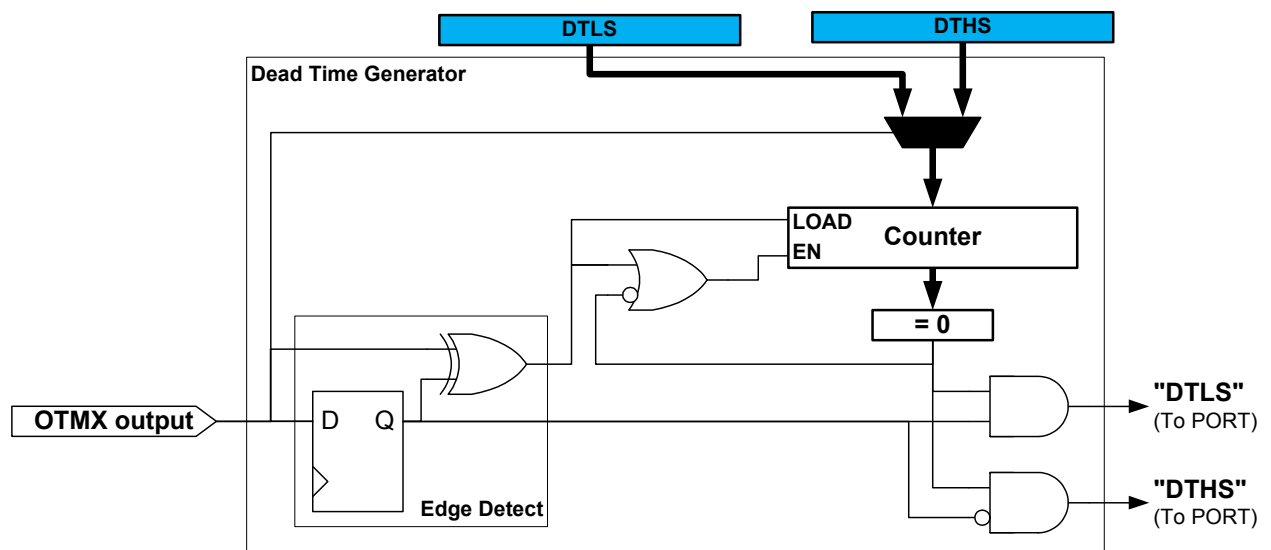 DTLS
DTHS
Dead Time Generator
LOAD
EN
Counter
= 0
OTMX output
D
Q
Edge Detect
"DTLS"
(To PORT)
"DTHS"
(To PORT)